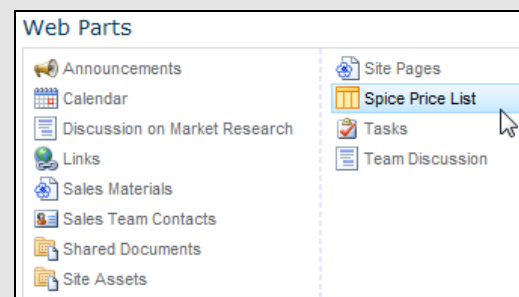 Web Parts
Announcements
Calendar
Discussion on Market Research
Links
Sales Materials
Sales Team Contacts
Shared Documents
Site Assets
Site Pages
Spice Price List
Tasks
Team Discussion